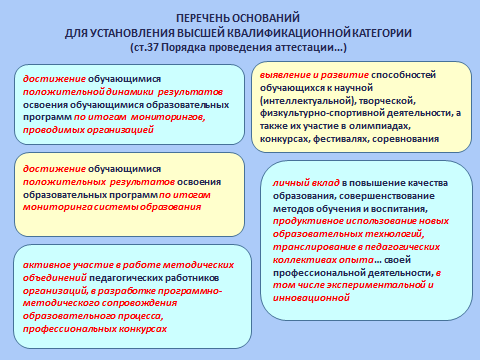 ПЕРЕЧЕНЬ ОСНОВАНИЙ
ДЛЯ УСТАНОВЛЕНИЯ ВЫСШЕЙ КВАЛИФИКАЦИОННОЙ КАТЕГОРИИ
(ст.37 Порядка проведения аттестации...)
достижение обучающимися
положительной динамики результатов
освоения обучающимися образовательных
программ по итогам мониторингов,
проводимых организацией
достижение обучающимися
положительных результатов освоения
образовательных программ по итогам
мониторинга системы образования
активное участие в работе методических
объединений педагогических работников
организаций, в разработке программно-
методического сопровождения
образовательного процесса,
профессиональных конкурсах
выявление и развитие способностей
обучающихся к научной
(интеллектуальной), творческой,
физкультурно-спортивной деятельности, а
также их участие в олимпиадах,
конкурсах, фестивалях, соревнования
личный вклад в повышение качества
образования, совершенствование
методов обучения и воспитания,
продуктивное использование новых
образовательных технологий,
транслирование в педагогических
коллективах опыта... своей
профессиональной деятельности, в
том числе экспериментальной и
инновационной